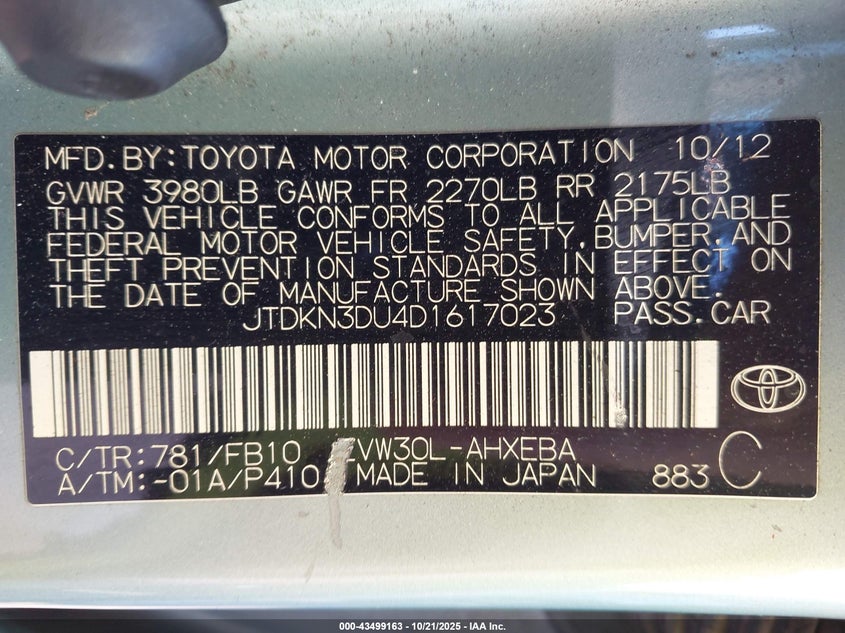 MFD.BY:TOYOTA MOTOR CORPORATION 10/12
GVWR 3980LB GAWR FR 2270LB RR 2175LB
THIS VEHICLE CONFORMS TO ALL APPLICABLE
FEDERAL MOTOR VEHICLE SAFETY,BUMPER,AND
THEFT PREVENTION STANDARDS IN EFFECT ON
THE DATE OF MANUFACTURE SHOWN ABOVE.
JTDKN3DU4D1617023 PASS.CAR
C/TR:781/FB10 ZVW30L-AHXEBA
A/TM:-01A/P410 MADE IN JAPAN 883 C
000-43499163 - 10/21/2025 - IAA Inc.